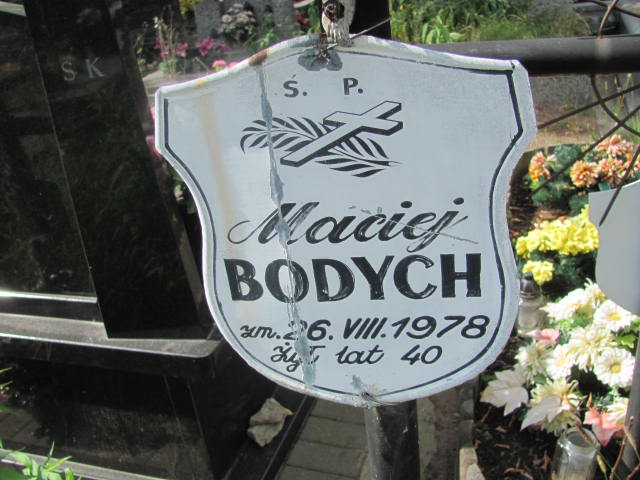 S K
Ś. P.
Maciej
BODYCH
zm. 26. VIII. 1978
żył lat 40